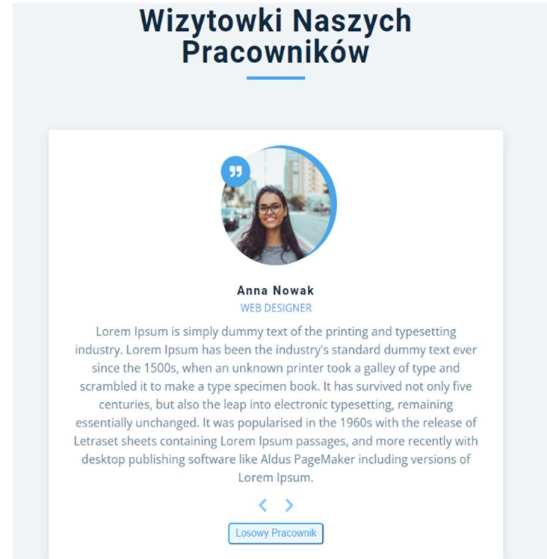 Wizytowki Naszych
Pracowników
Anna Nowak
WEB DESIGNER
Lorem Ipsum is simply dummy text of the printing and typesetting
industry. Lorem Ipsum has been the industry's standard dummy text ever
since the 1500s, when an unknown printer took a galley of type and
scrambled it to make a type specimen book. It has survived not only five
centuries, but also the leap into electronic typesetting, remaining
essentially unchanged. It was popularised in the 1960s with the release of
Letraset sheets containing Lorem Ipsum passages, and more recently with
desktop publishing software like Aldus PageMaker including versions of
Lorem Ipsum.
Losowy Pracownik